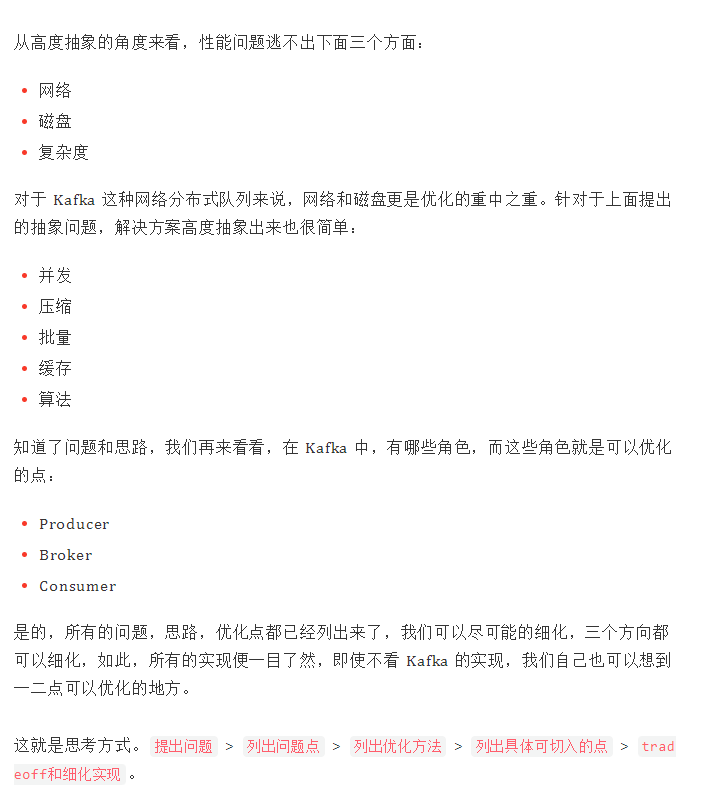 从高度抽象的角度来看，性能问题逃不出下面三个方面：
网络
磁盘
复杂度
对于 Kafka 这种网络分布式队列来说，网络和磁盘更是优化的重中之重。针对于上面提出
的抽象问题，解决方案高度抽象出来也很简单：
并发
压缩
批量
缓存
算法
知道了问题和思路，我们再来看看，在 Kafka 中，有哪些角色，而这些角色就是可以优化
的点：
Producer
Broker
Consumer
是的，所有的问题，思路，优化点都已经列出来了，我们可以尽可能的细化，三个方向都
可以细化，如此，所有的实现便一目了然，即使不看 Kafka 的实现，我们自己也可以想到
一二点可以优化的地方。
这就是思考方式。提出问题 > 列出问题点 > 列出优化方法 > 列出具体可切入的点 > trad
eoff和细化实现。